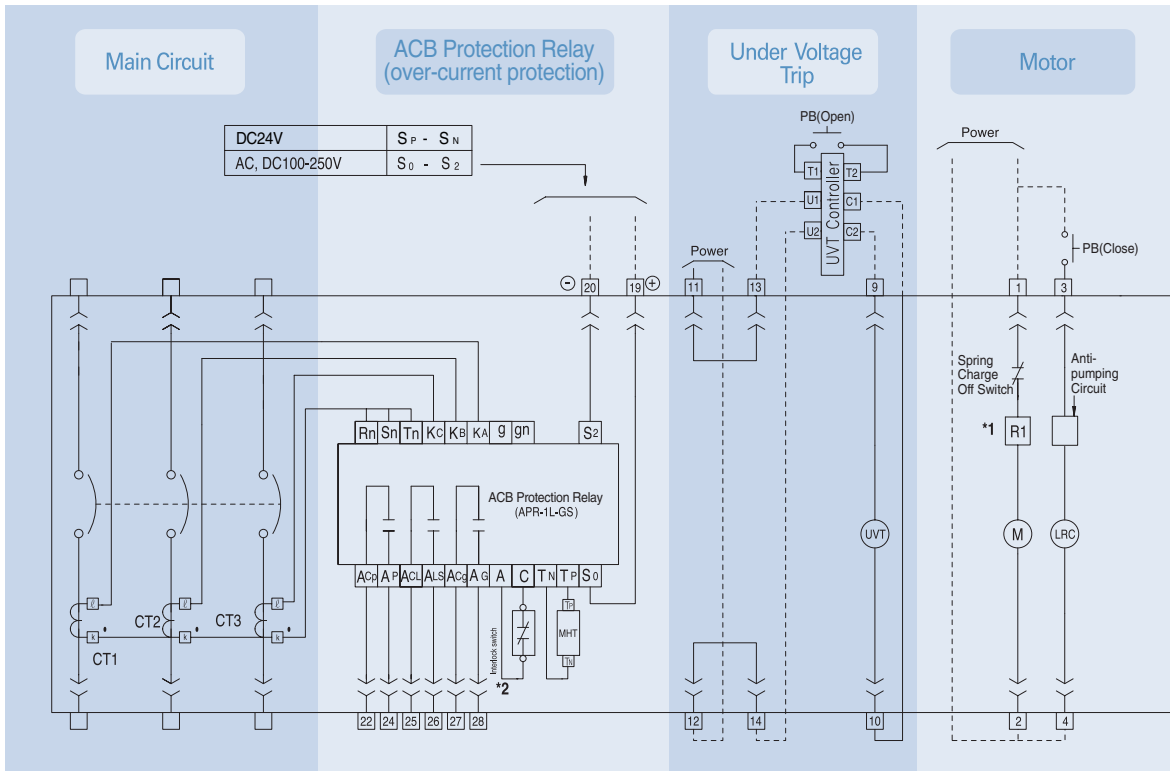 Main Circuit
ACB Protection Relay
(over-current protection)
Under Voltage
Trip
Motor
DC24V SP - SN
AC, DC100-250V S0 - S2
PB(Open)
T1 T2
U1 C1
U2 C2
UVT Controller
Power
Power
PB(Close)
⊖ 20 19 ⊕
11 13 9
1 3
Spring
Charge
Off Switch
Anti-
pumping
Circuit
*1 R1
Rn Sn Tn KC KB KA g gn S2
ACB Protection Relay
(APR-1L-GS)
UVT
M
LRC
ACp AP ACL ALS ACg AG A C TN TP S0
ℓ ℓ ℓ
CT1
CT2
CT3
k k k
Interlock switch
*2
TP
MHT
TN
22 24 25 26 27 28
12 14 10
2 4